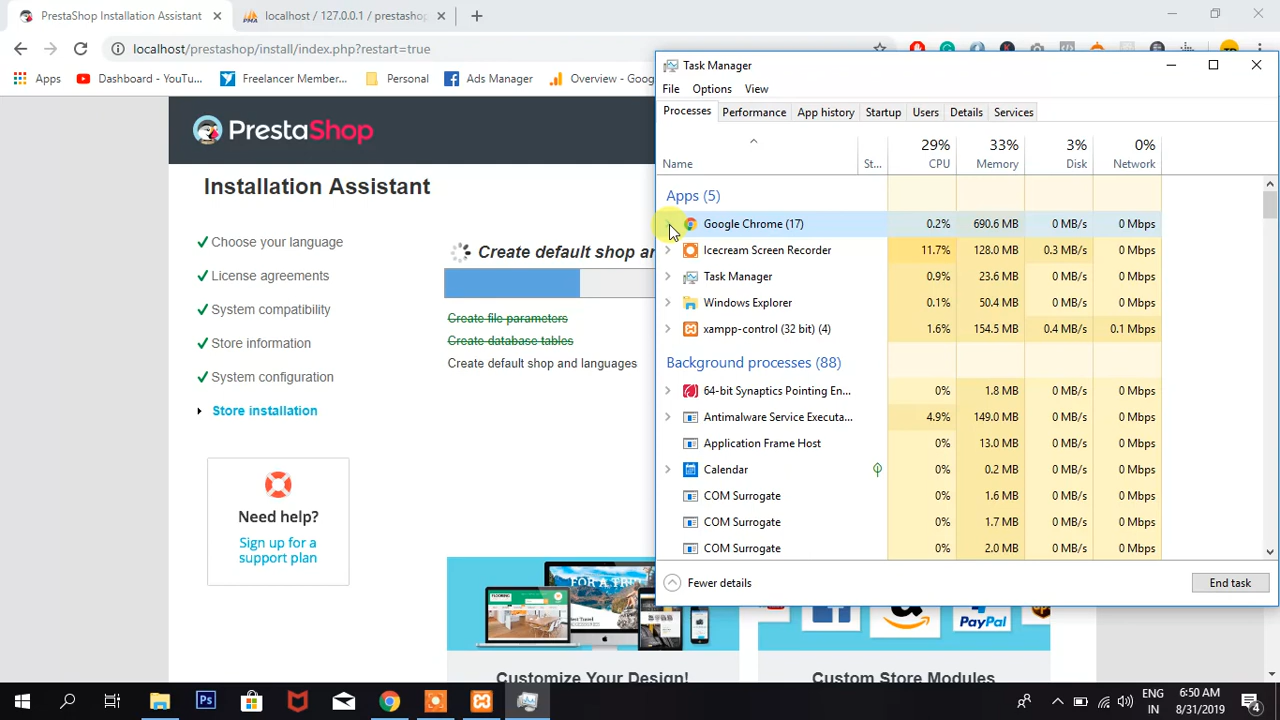 PrestaShop Installation Assistant
localhost / 127.0.0.1 / prestashop
localhost/prestashop/install/index.php?restart=true
Apps
Dashboard - YouTu...
Freelancer Member...
Personal
Ads Manager
Overview - Goog
PrestaShop
Installation Assistant
Choose your language
License agreements
System compatibility
Store information
System configuration
Store installation
Need help?
Sign up for a
support plan
Create default shop an
Create file parameters
Create database tables
Create default shop and languages
FOR A TRI
Customize Your Design!
PayPal
Custom Store Modules
Task Manager
File Options View
Processes Performance App history Startup Users Details Services
29% 33% 3% 0%
Name St... CPU Memory Disk Network
Apps (5)
Google Chrome (17) 0.2% 690.6 MB 0 MB/s 0 Mbps
Icecream Screen Recorder 11.7% 128.0 MB 0.3 MB/s 0 Mbps
Task Manager 0.9% 23.6 MB 0 MB/s 0 Mbps
Windows Explorer 0.1% 50.4 MB 0 MB/s 0 Mbps
xampp-control (32 bit) (4) 1.6% 154.5 MB 0.4 MB/s 0.1 Mbps
Background processes (88)
64-bit Synaptics Pointing En... 0% 1.8 MB 0 MB/s 0 Mbps
Antimalware Service Executa... 4.9% 149.0 MB 0 MB/s 0 Mbps
Application Frame Host 0% 13.0 MB 0 MB/s 0 Mbps
Calendar 0% 0.2 MB 0 MB/s 0 Mbps
COM Surrogate 0% 1.6 MB 0 MB/s 0 Mbps
COM Surrogate 0% 1.7 MB 0 MB/s 0 Mbps
COM Surrogate 0% 2.0 MB 0 MB/s 0 Mbps
Fewer details
End task
ENG
IN
6:50 AM
8/31/2019
4